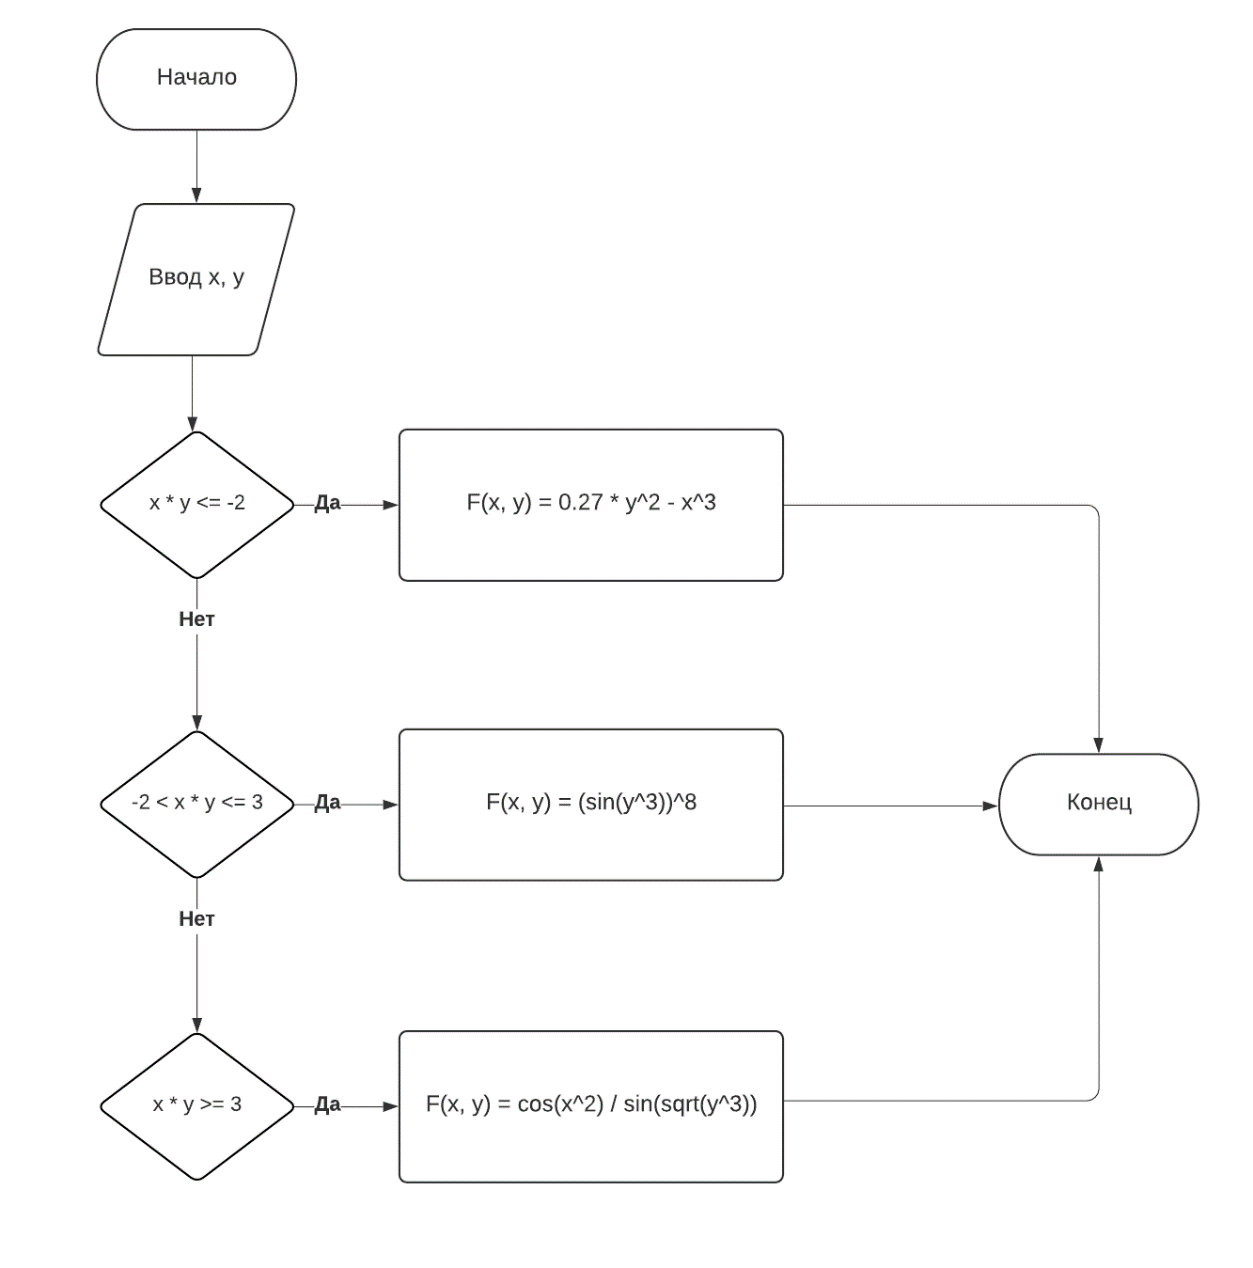 Начало
Ввод x, y
x * y <= -2
Да
F(x, y) = 0.27 * y^2 - x^3
Нет
-2 < x * y <= 3
Да
F(x, y) = (sin(y^3))^8
Конец
Нет
x * y >= 3
Да
F(x, y) = cos(x^2) / sin(sqrt(y^3))